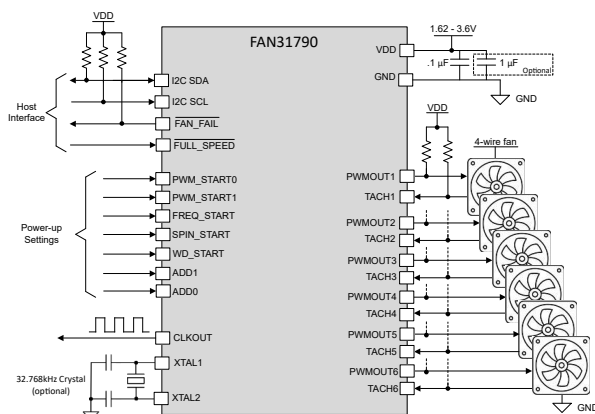 VDD
FAN31790
1.62 - 3.6V
VDD
.1 µF
1 µF
Optional
GND
GND
I2C SDA
I2C SCL
FAN_FAIL
FULL_SPEED
Host
Interface
VDD
4-wire fan
PWM_START0
PWM_START1
FREQ_START
SPIN_START
WD_START
ADD1
ADD0
Power-up
Settings
PWMOUT1
TACH1
PWMOUT2
TACH2
PWMOUT3
TACH3
PWMOUT4
TACH4
PWMOUT5
TACH5
PWMOUT6
TACH6
CLKOUT
XTAL1
XTAL2
32.768kHz Crystal
(optional)
GND